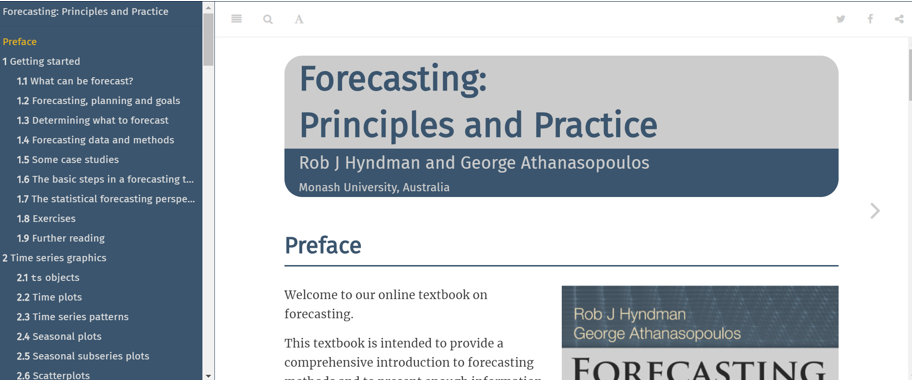 Forecasting: Principles and Practice
Preface
1 Getting started
1.1 What can be forecast?
1.2 Forecasting, planning and goals
1.3 Determining what to forecast
1.4 Forecasting data and methods
1.5 Some case studies
1.6 The basic steps in a forecasting t...
1.7 The statistical forecasting perspe...
1.8 Exercises
1.9 Further reading
2 Time series graphics
2.1 ts objects
2.2 Time plots
2.3 Time series patterns
2.4 Seasonal plots
2.5 Seasonal subseries plots
2.6 Scatterplots
A
Forecasting:
Principles and Practice
Rob J Hyndman and George Athanasopoulos
Monash University, Australia
Preface
Welcome to our online textbook on
forecasting.
This textbook is intended to provide a
comprehensive introduction to forecasting
methods and to present enough information
Rob J Hyndman
George Athanasopoulos
FORECASTING